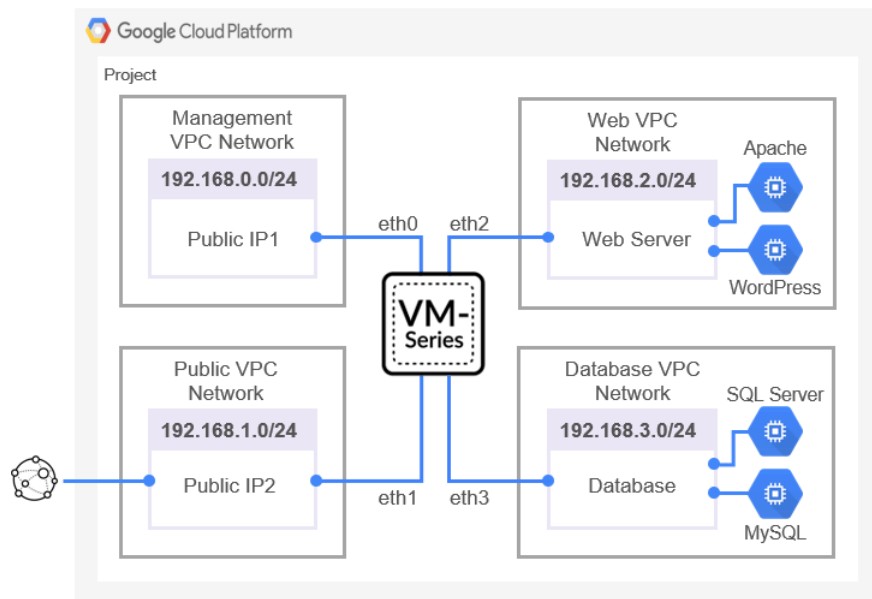 Google Cloud Platform
Project
Management
VPC Network
192.168.0.0/24
Public IP1
eth0
eth2
Web VPC
Network
192.168.2.0/24
Web Server
Apache
WordPress
VM-
Series
Public VPC
Network
192.168.1.0/24
Public IP2
eth1
eth3
Database VPC
Network
192.168.3.0/24
Database
SQL Server
MySQL